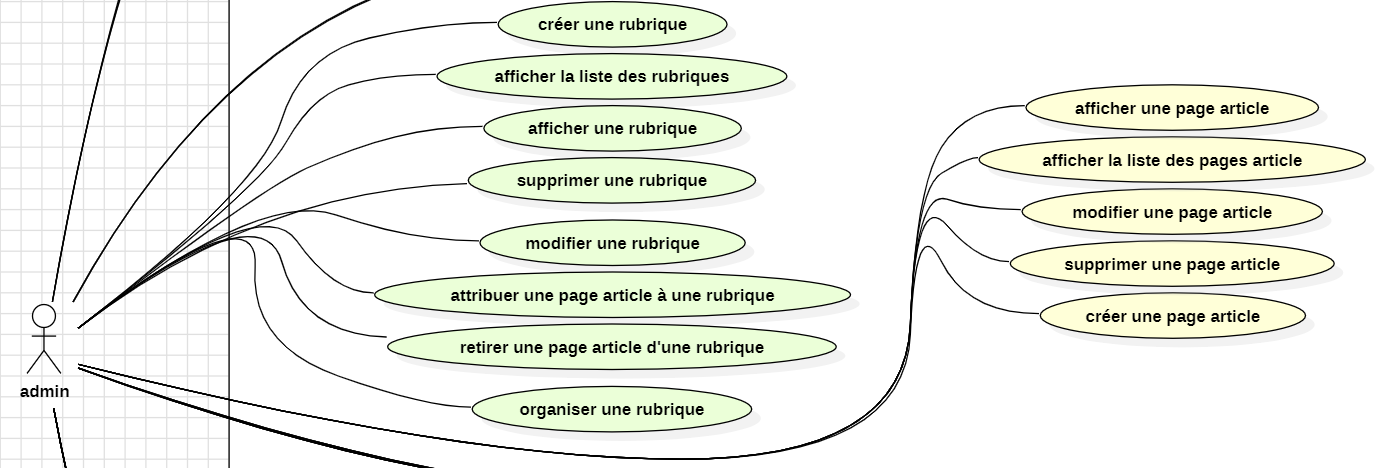 créer une rubrique
afficher la liste des rubriques
afficher une rubrique
supprimer une rubrique
modifier une rubrique
attribuer une page article à une rubrique
retirer une page article d'une rubrique
organiser une rubrique
afficher une page article
afficher la liste des pages article
modifier une page article
supprimer une page article
créer une page article
admin